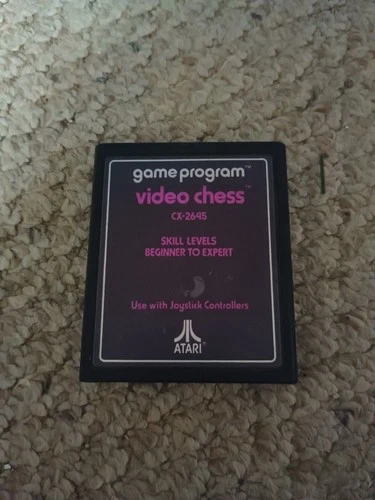 game program™
video chess™
CX-2645
SKILL LEVELS
BEGINNER TO EXPERT
Use with Joystick Controllers
ATARI®